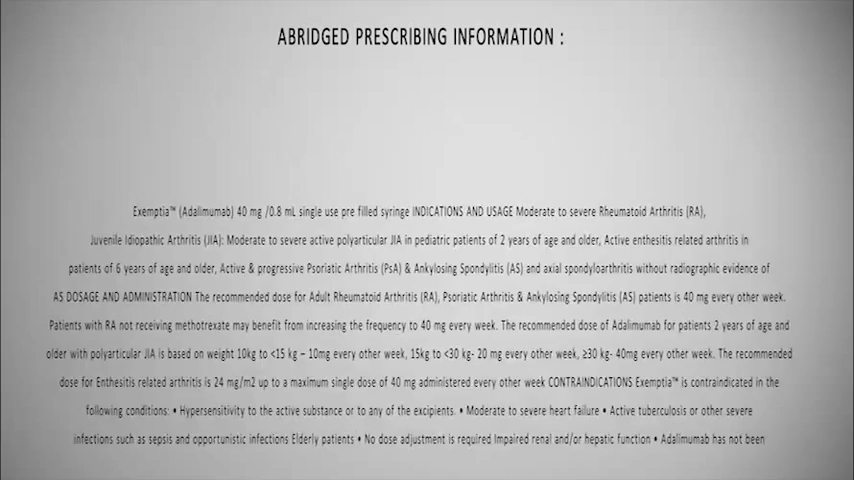 ABRIDGED PRESCRIBING INFORMATION :
Exemptia™ (Adalimumab) 40 mg /0.8 mL single use pre filled syringe INDICATIONS AND USAGE Moderate to severe Rheumatoid Arthritis (RA),
Juvenile Idiopathic Arthritis (JIA): Moderate to severe active polyarticular JIA in pediatric patients of 2 years of age and older, Active enthesitis related arthritis in
patients of 6 years of age and older, Active & progressive Psoriatic Arthritis (PsA) & Ankylosing Spondylitis (AS) and axial spondyloarthritis without radiographic evidence of
AS DOSAGE AND ADMINISTRATION The recommended dose for Adult Rheumatoid Arthritis (RA), Psoriatic Arthritis & Ankylosing Spondylitis (AS) patients is 40 mg every other week.
Patients with RA not receiving methotrexate may benefit from increasing the frequency to 40 mg every week. The recommended dose of Adalimumab for patients 2 years of age and
older with polyarticular JIA is based on weight 10kg to <15 kg – 10mg every other week, 15kg to <30 kg- 20 mg every other week, ≥30 kg- 40mg every other week. The recommended
dose for Enthesitis related arthritis is 24 mg/m2 up to a maximum single dose of 40 mg administered every other week CONTRAINDICATIONS Exemptia™ is contraindicated in the
following conditions: • Hypersensitivity to the active substance or to any of the excipients. • Moderate to severe heart failure • Active tuberculosis or other severe
infections such as sepsis and opportunistic infections Elderly patients • No dose adjustment is required Impaired renal and/or hepatic function • Adalimumab has not been